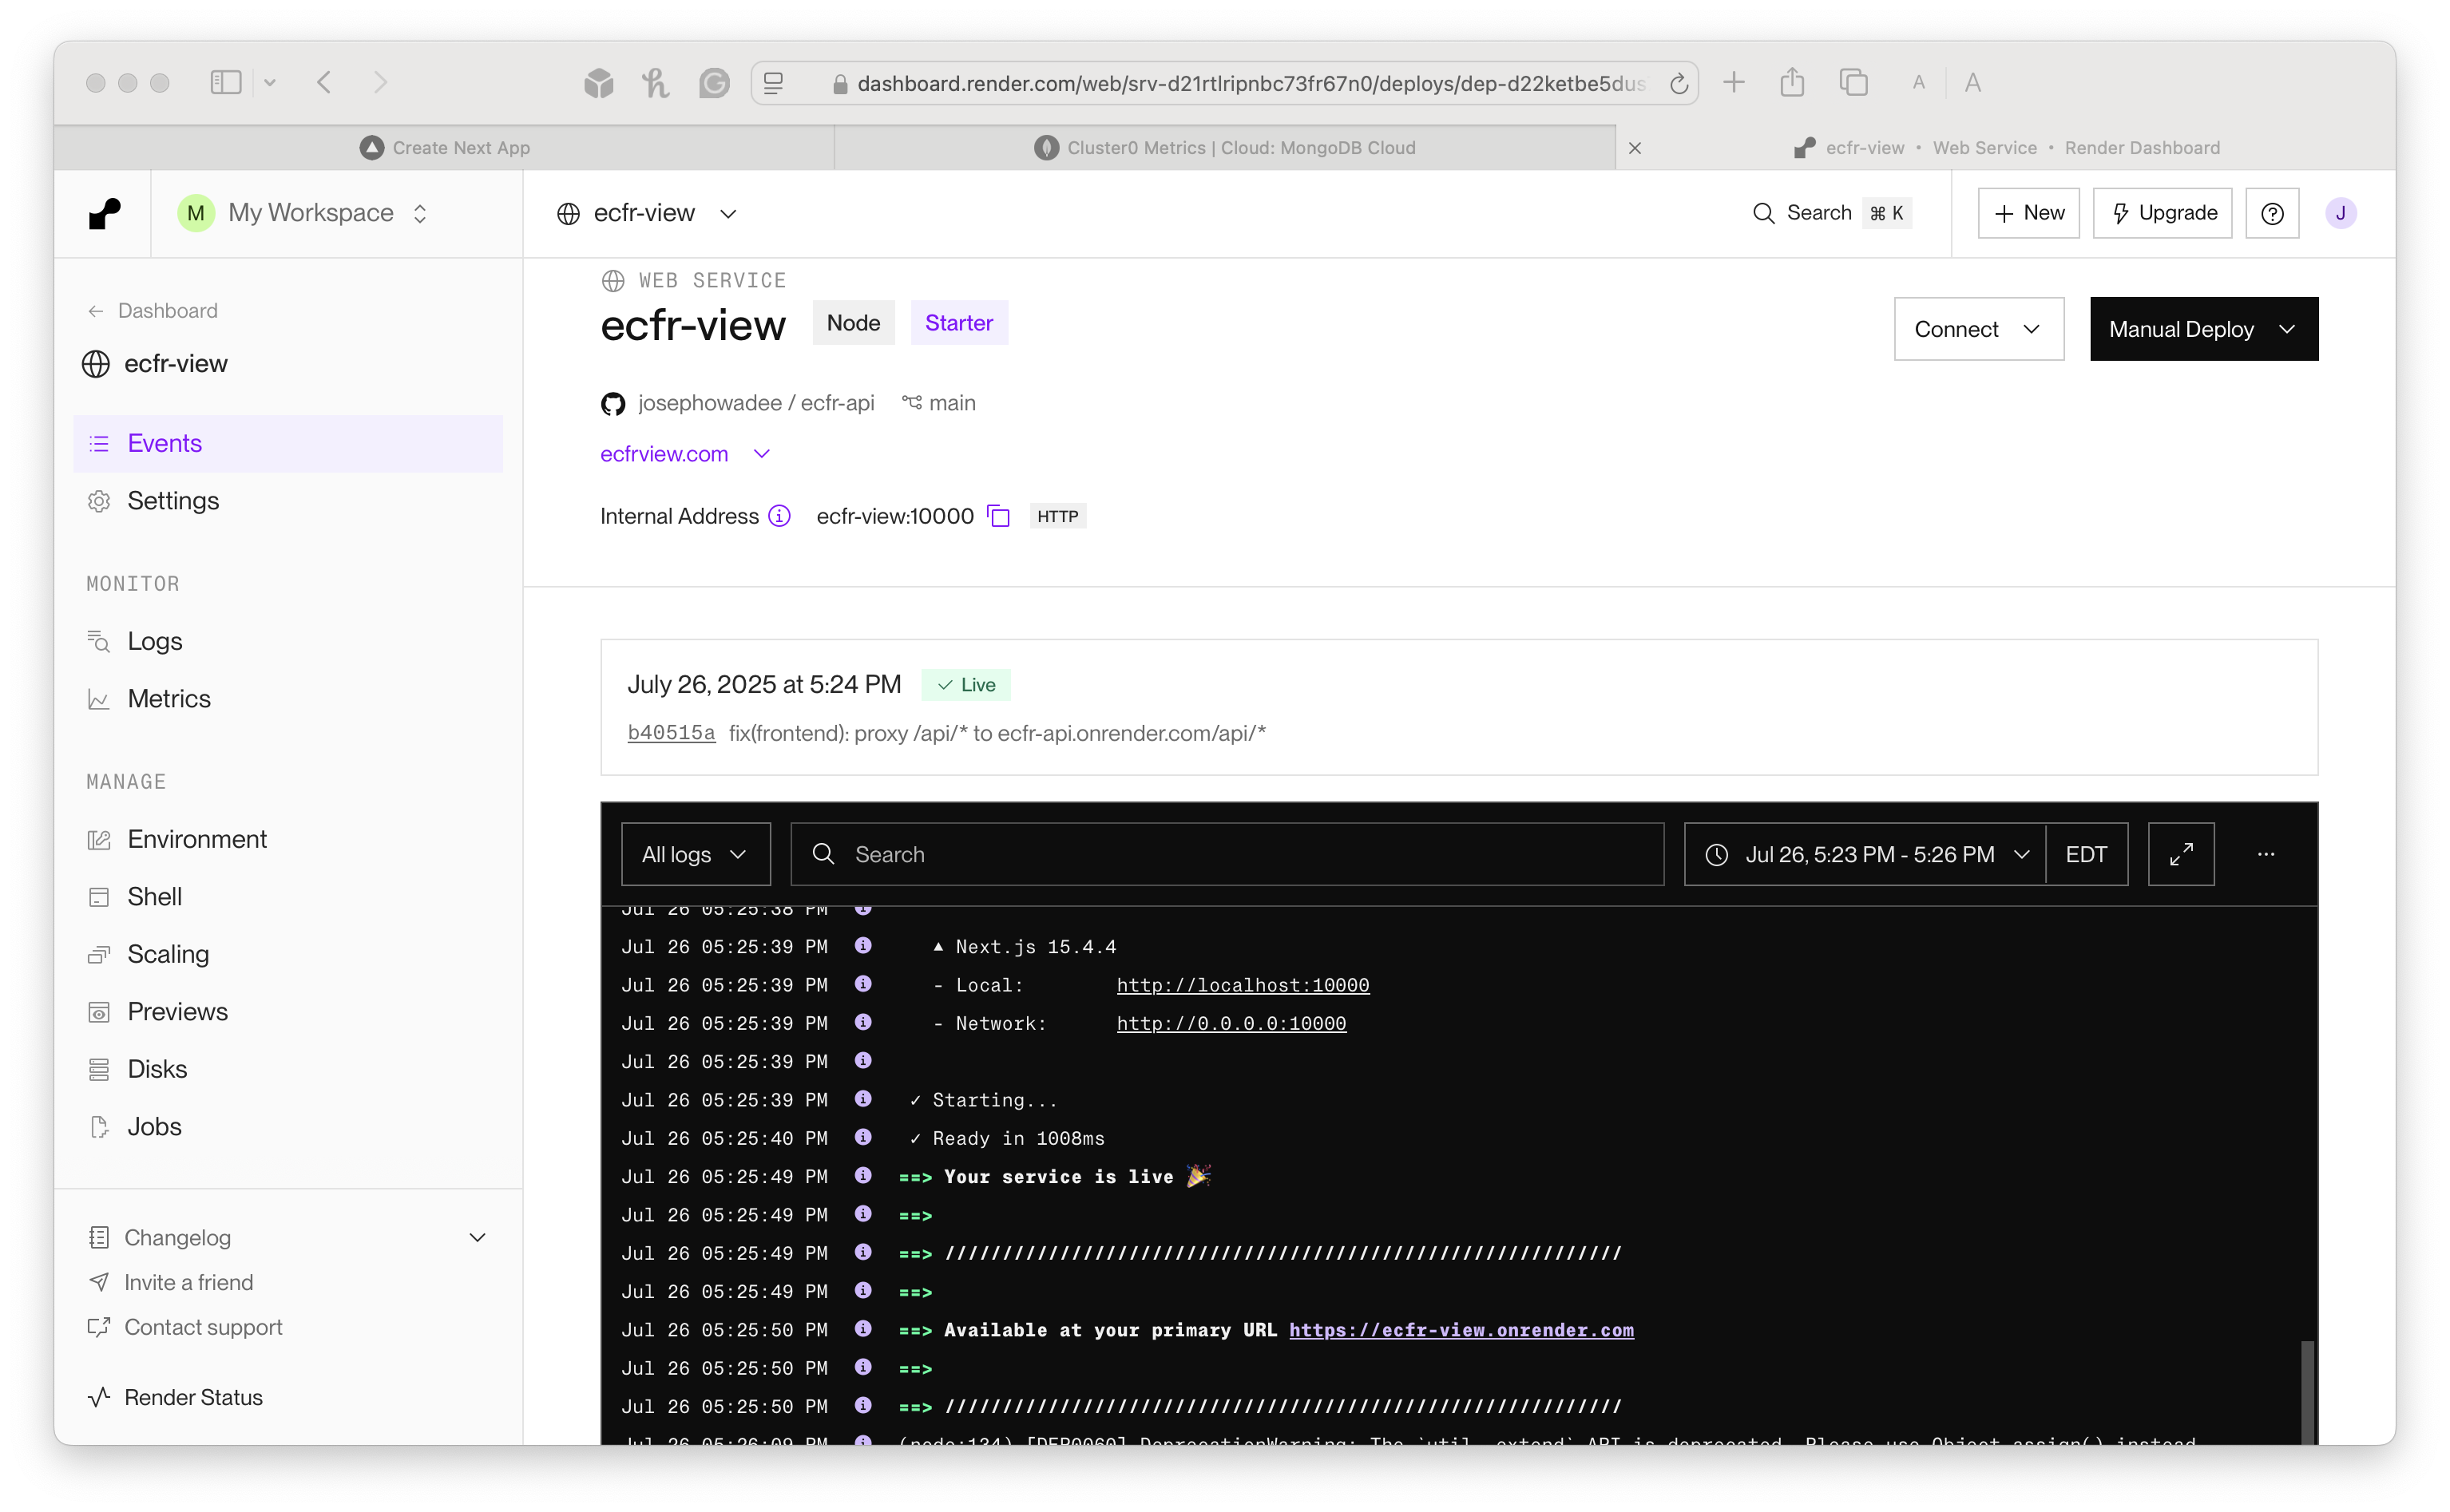 dashboard.render.com/web/srv-d21rtlripnbc73fr67n0/deploys/dep-d22ketbe5dus
A A
Create Next App
Cluster0 Metrics | Cloud: MongoDB Cloud
ecfr-view • Web Service • Render Dashboard
M My Workspace
ecfr-view
Search ⌘ K
+ New
Upgrade
J
← Dashboard
ecfr-view
Events
Settings
MONITOR
Logs
Metrics
MANAGE
Environment
Shell
Scaling
Previews
Disks
Jobs
Changelog
Invite a friend
Contact support
Render Status
WEB SERVICE
ecfr-view Node Starter
Connect
Manual Deploy
josephowadee / ecfr-api main
ecfrview.com
Internal Address ecfr-view:10000 HTTP
July 26, 2025 at 5:24 PM ✓ Live
b40515a fix(frontend): proxy /api/* to ecfr-api.onrender.com/api/*
All logs
Search
Jul 26, 5:23 PM - 5:26 PM EDT
...
Jul 26 05:25:38 PM
Jul 26 05:25:39 PM ▲ Next.js 15.4.4
Jul 26 05:25:39 PM - Local: http://localhost:10000
Jul 26 05:25:39 PM - Network: http://0.0.0.0:10000
Jul 26 05:25:39 PM
Jul 26 05:25:39 PM ✓ Starting...
Jul 26 05:25:40 PM ✓ Ready in 1008ms
Jul 26 05:25:49 PM ==> Your service is live 🎉
Jul 26 05:25:49 PM ==>
Jul 26 05:25:49 PM ==> ///////////////////////////////////////////////////////////
Jul 26 05:25:49 PM ==>
Jul 26 05:25:50 PM ==> Available at your primary URL https://ecfr-view.onrender.com
Jul 26 05:25:50 PM ==>
Jul 26 05:25:50 PM ==> ///////////////////////////////////////////////////////////
Jul 26 05:26:09 PM (node:134) [DEP0060] DeprecationWarning: The `util._extend` API is deprecated. Please use Object.assign() instead.